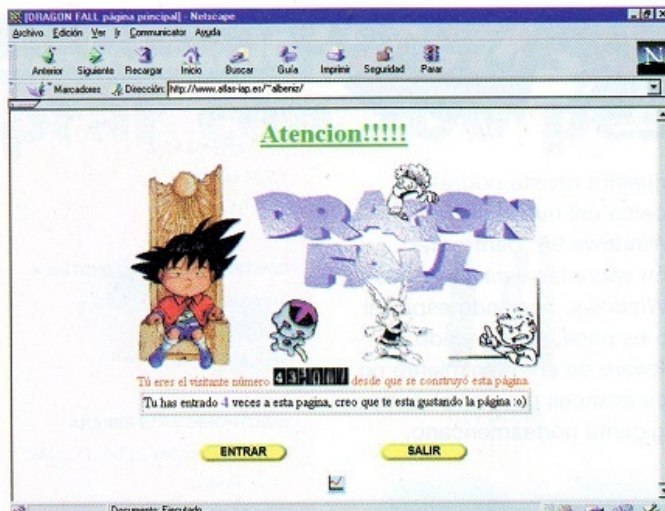 [DRAGON FALL página principal] - Netscape
Archivo Edición Ver Ir Communicator Ayuda
Anterior Siguiente Recargar Inicio Buscar Guía Imprimir Seguridad Parar
N
Marcadores Dirección: http://www.atlas-iap.es/~albeniz/
Atencion!!!!!
DRAGON
FALL
Tú eres el visitante número desde que se construyó esta página.
Tu has entrado 4 veces a esta pagina, creo que te esta gustando la página :o)
ENTRAR SALIR
Documento: Ejecutado